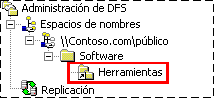 Administración de DFS
Espacios de nombres
\\Contoso.com\público
Software
Herramientas
Replicación